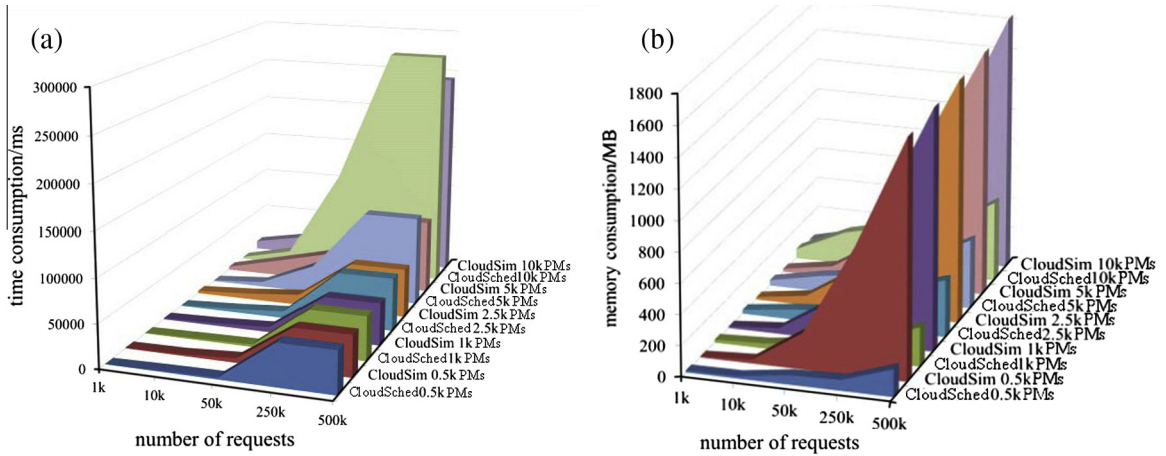 (a)
time consumption/ms
300000
250000
200000
150000
100000
50000
0
1k
10k
50k
250k
500k
number of requests
CloudSim 10kPMs
CloudSched10kPMs
CloudSim 5kPMs
CloudSched5kPMs
CloudSim 2.5kPMs
CloudSched2.5kPMs
CloudSim 1kPMs
CloudSched1kPMs
CloudSim 0.5kPMs
CloudSched0.5kPMs
(b)
memory consumption/MB
1800
1600
1400
1200
1000
800
600
400
200
0
1k
10k
50k
250k
500k
number of requests
CloudSim 10kPMs
CloudSched10kPMs
CloudSim 5kPMs
CloudSched5kPMs
CloudSim 2.5kPMs
CloudSched2.5kPMs
CloudSim 1kPMs
CloudSched1kPMs
CloudSim 0.5kPMs
CloudSched0.5kPMs